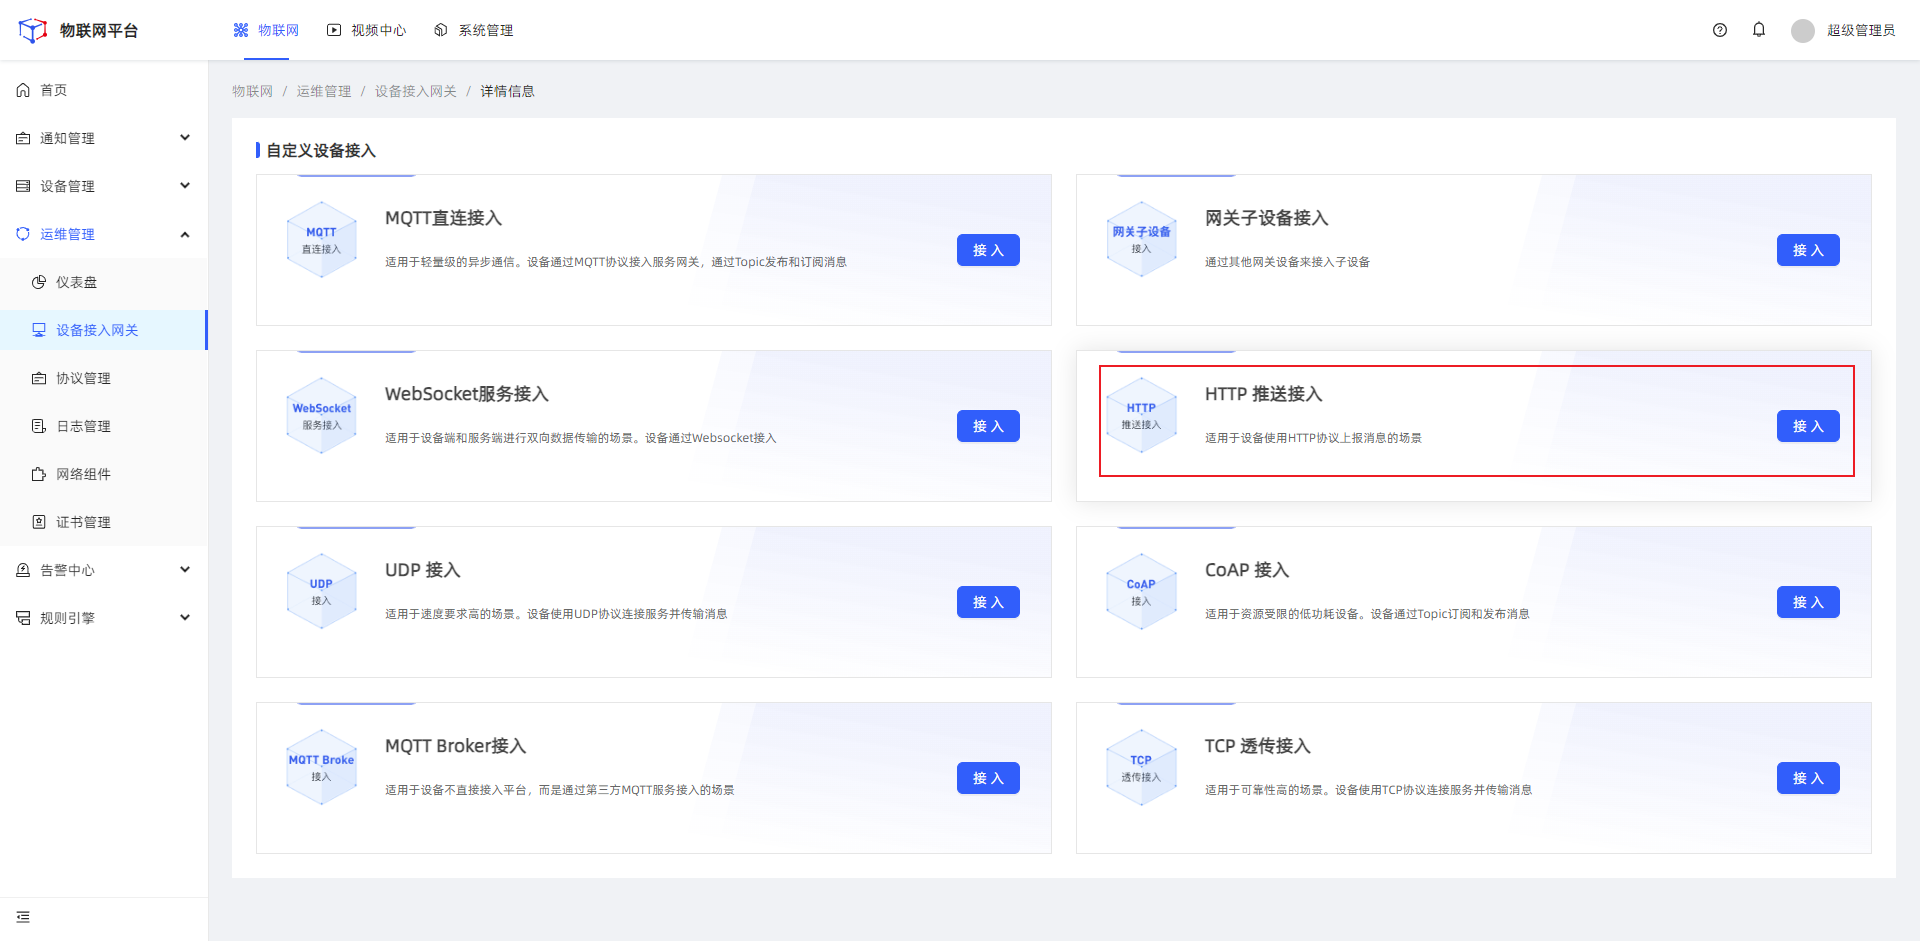 物联网平台
物联网
视频中心
系统管理
超级管理员
首页
通知管理
设备管理
运维管理
仪表盘
设备接入网关
协议管理
日志管理
网络组件
证书管理
告警中心
规则引擎
物联网 / 运维管理 / 设备接入网关 / 详情信息
自定义设备接入
MQTT
直连接入
MQTT直连接入
适用于轻量级的异步通信。设备通过MQTT协议接入服务网关，通过Topic发布和订阅消息
接 入
网关子设备
接入
网关子设备接入
通过其他网关设备来接入子设备
接 入
WebSocket
服务接入
WebSocket服务接入
适用于设备端和服务端进行双向数据传输的场景。设备通过Websocket接入
接 入
HTTP
推送接入
HTTP 推送接入
适用于设备使用HTTP协议上报消息的场景
接 入
UDP
接入
UDP 接入
适用于速度要求高的场景。设备使用UDP协议连接服务并传输消息
接 入
CoAP
接入
CoAP 接入
适用于资源受限的低功耗设备。设备通过Topic订阅和发布消息
接 入
MQTT Broke
接入
MQTT Broker接入
适用于设备不直接接入平台，而是通过第三方MQTT服务接入的场景
接 入
TCP
透传接入
TCP 透传接入
适用于可靠性高的场景。设备使用TCP协议连接服务并传输消息
接 入